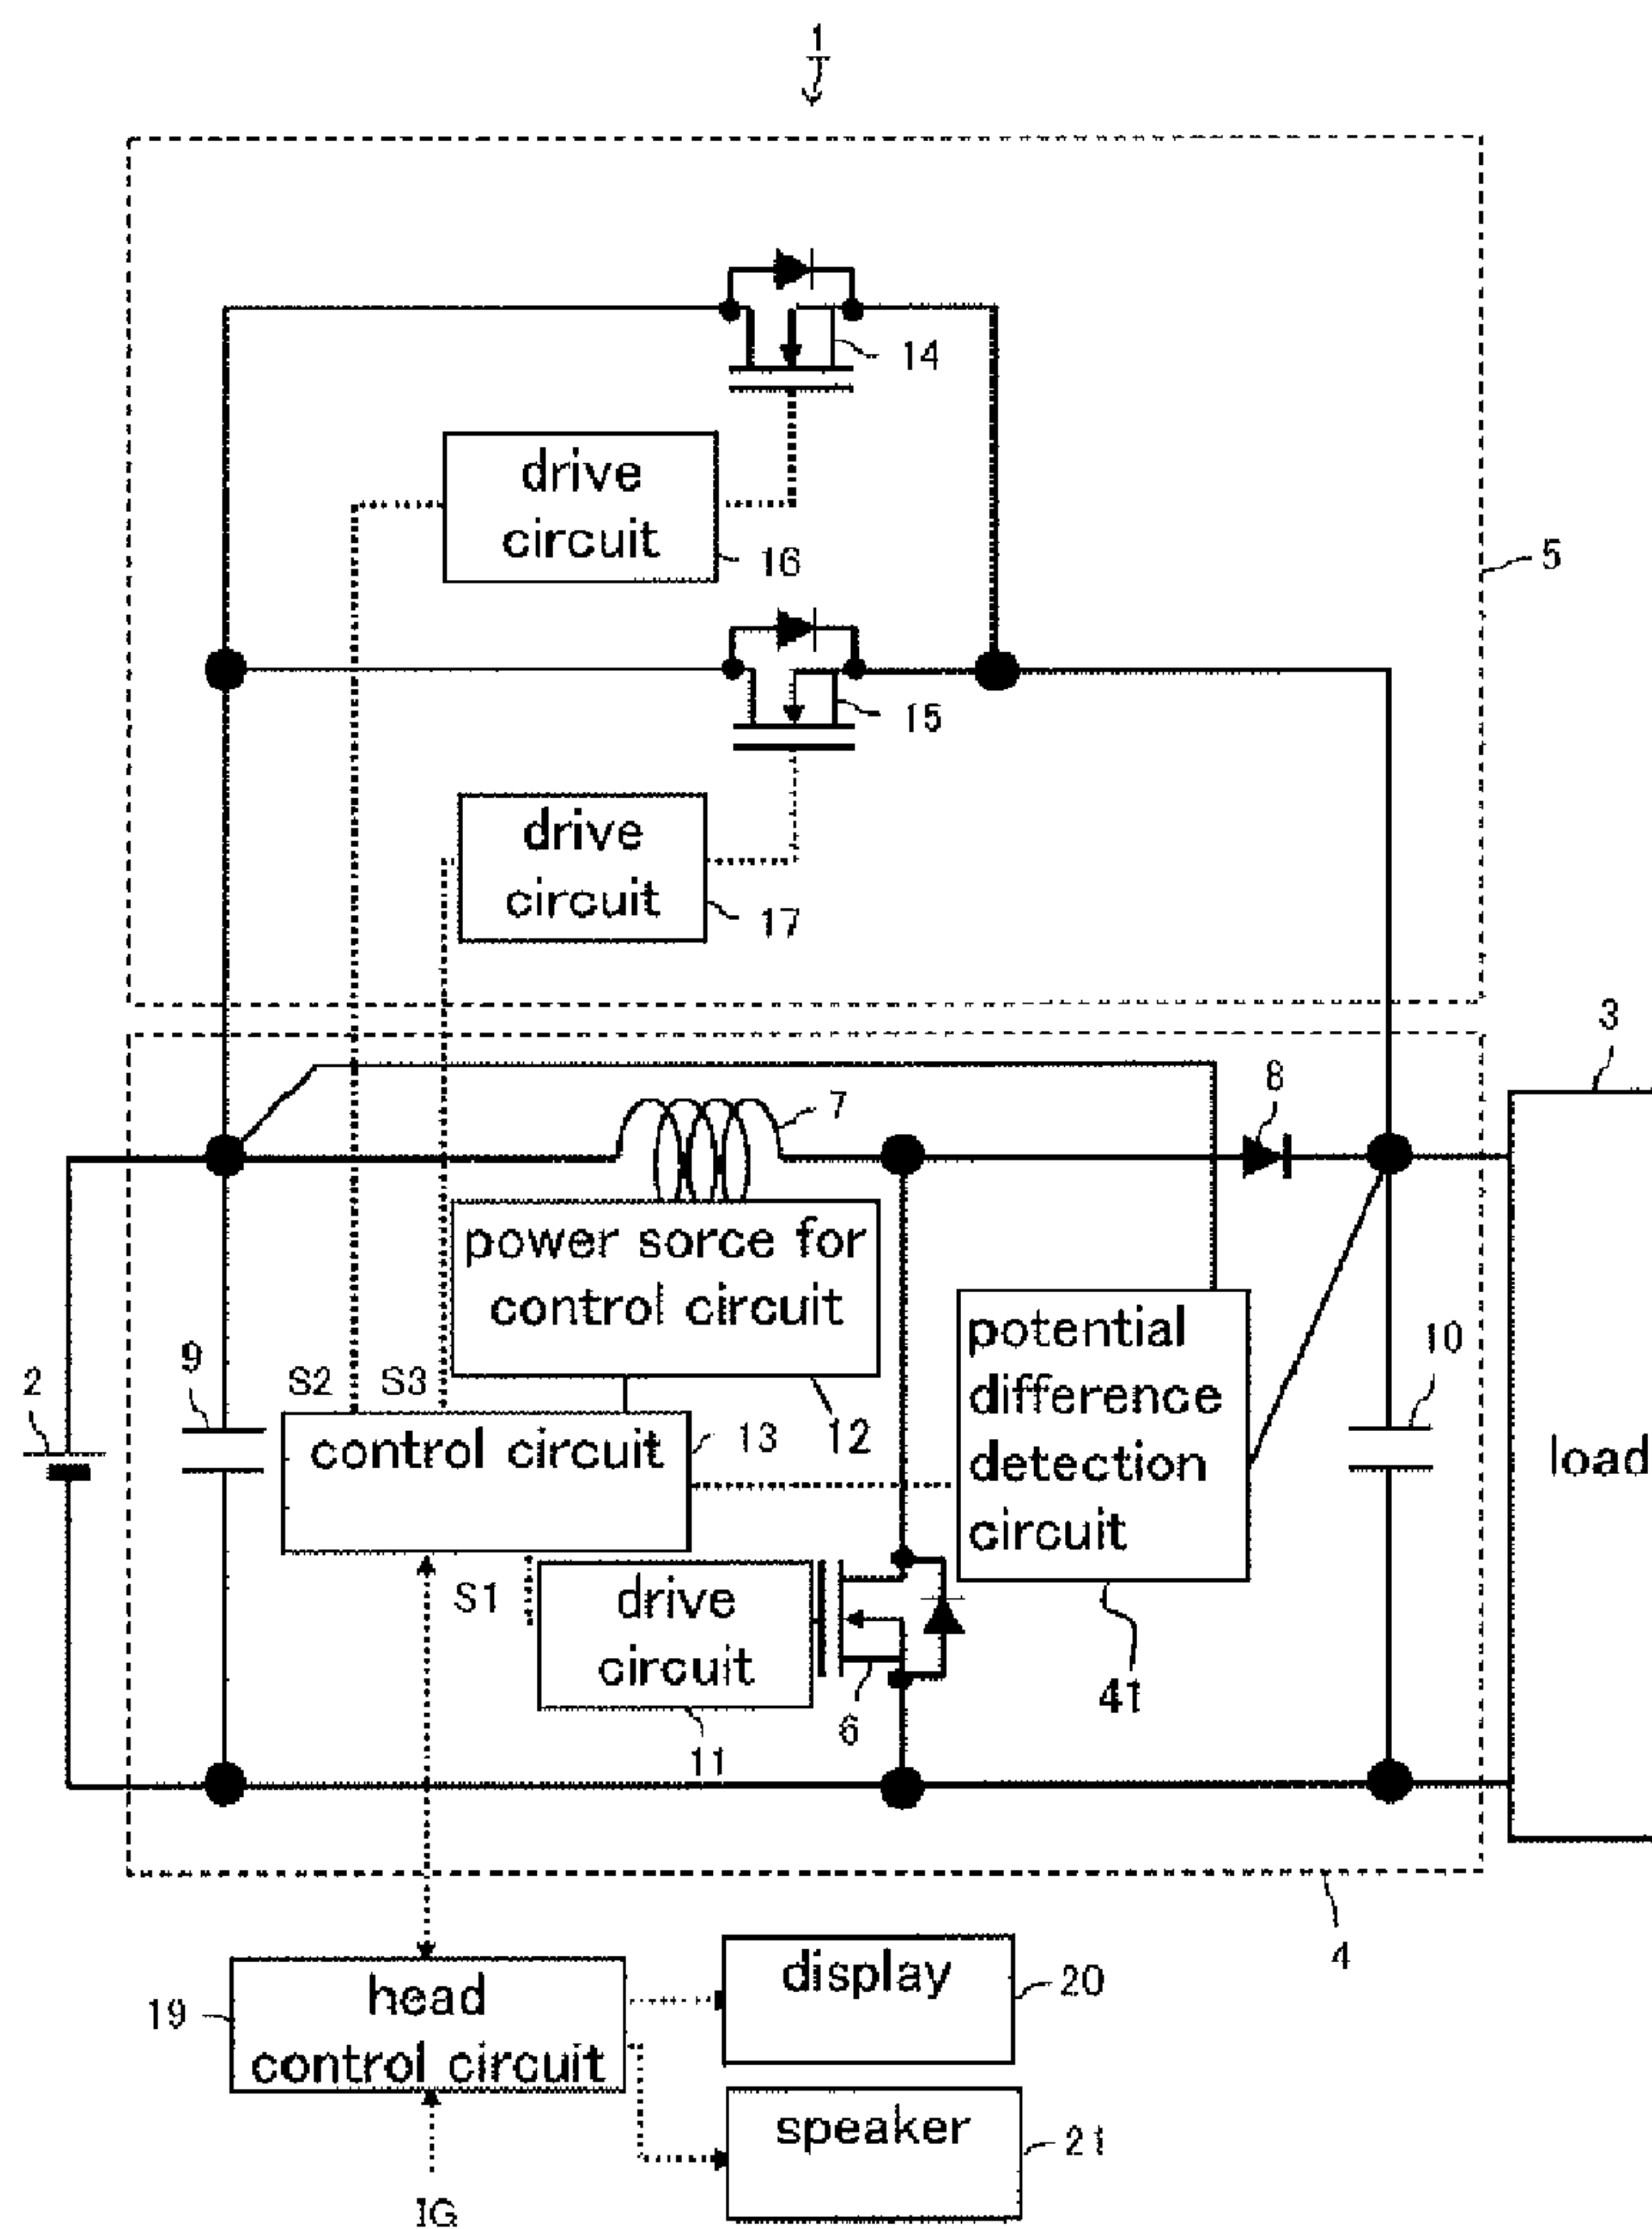 1
14
drive
circuit
16
5
15
drive
circuit
17
3
8
7
power sorce for
control circuit
potential
difference
detection
circuit
10
9
2
S2
S3
12
control circuit
13
load
S1
drive
circuit
6
41
11
4
head
control circuit
19
display
20
speaker
21
IG